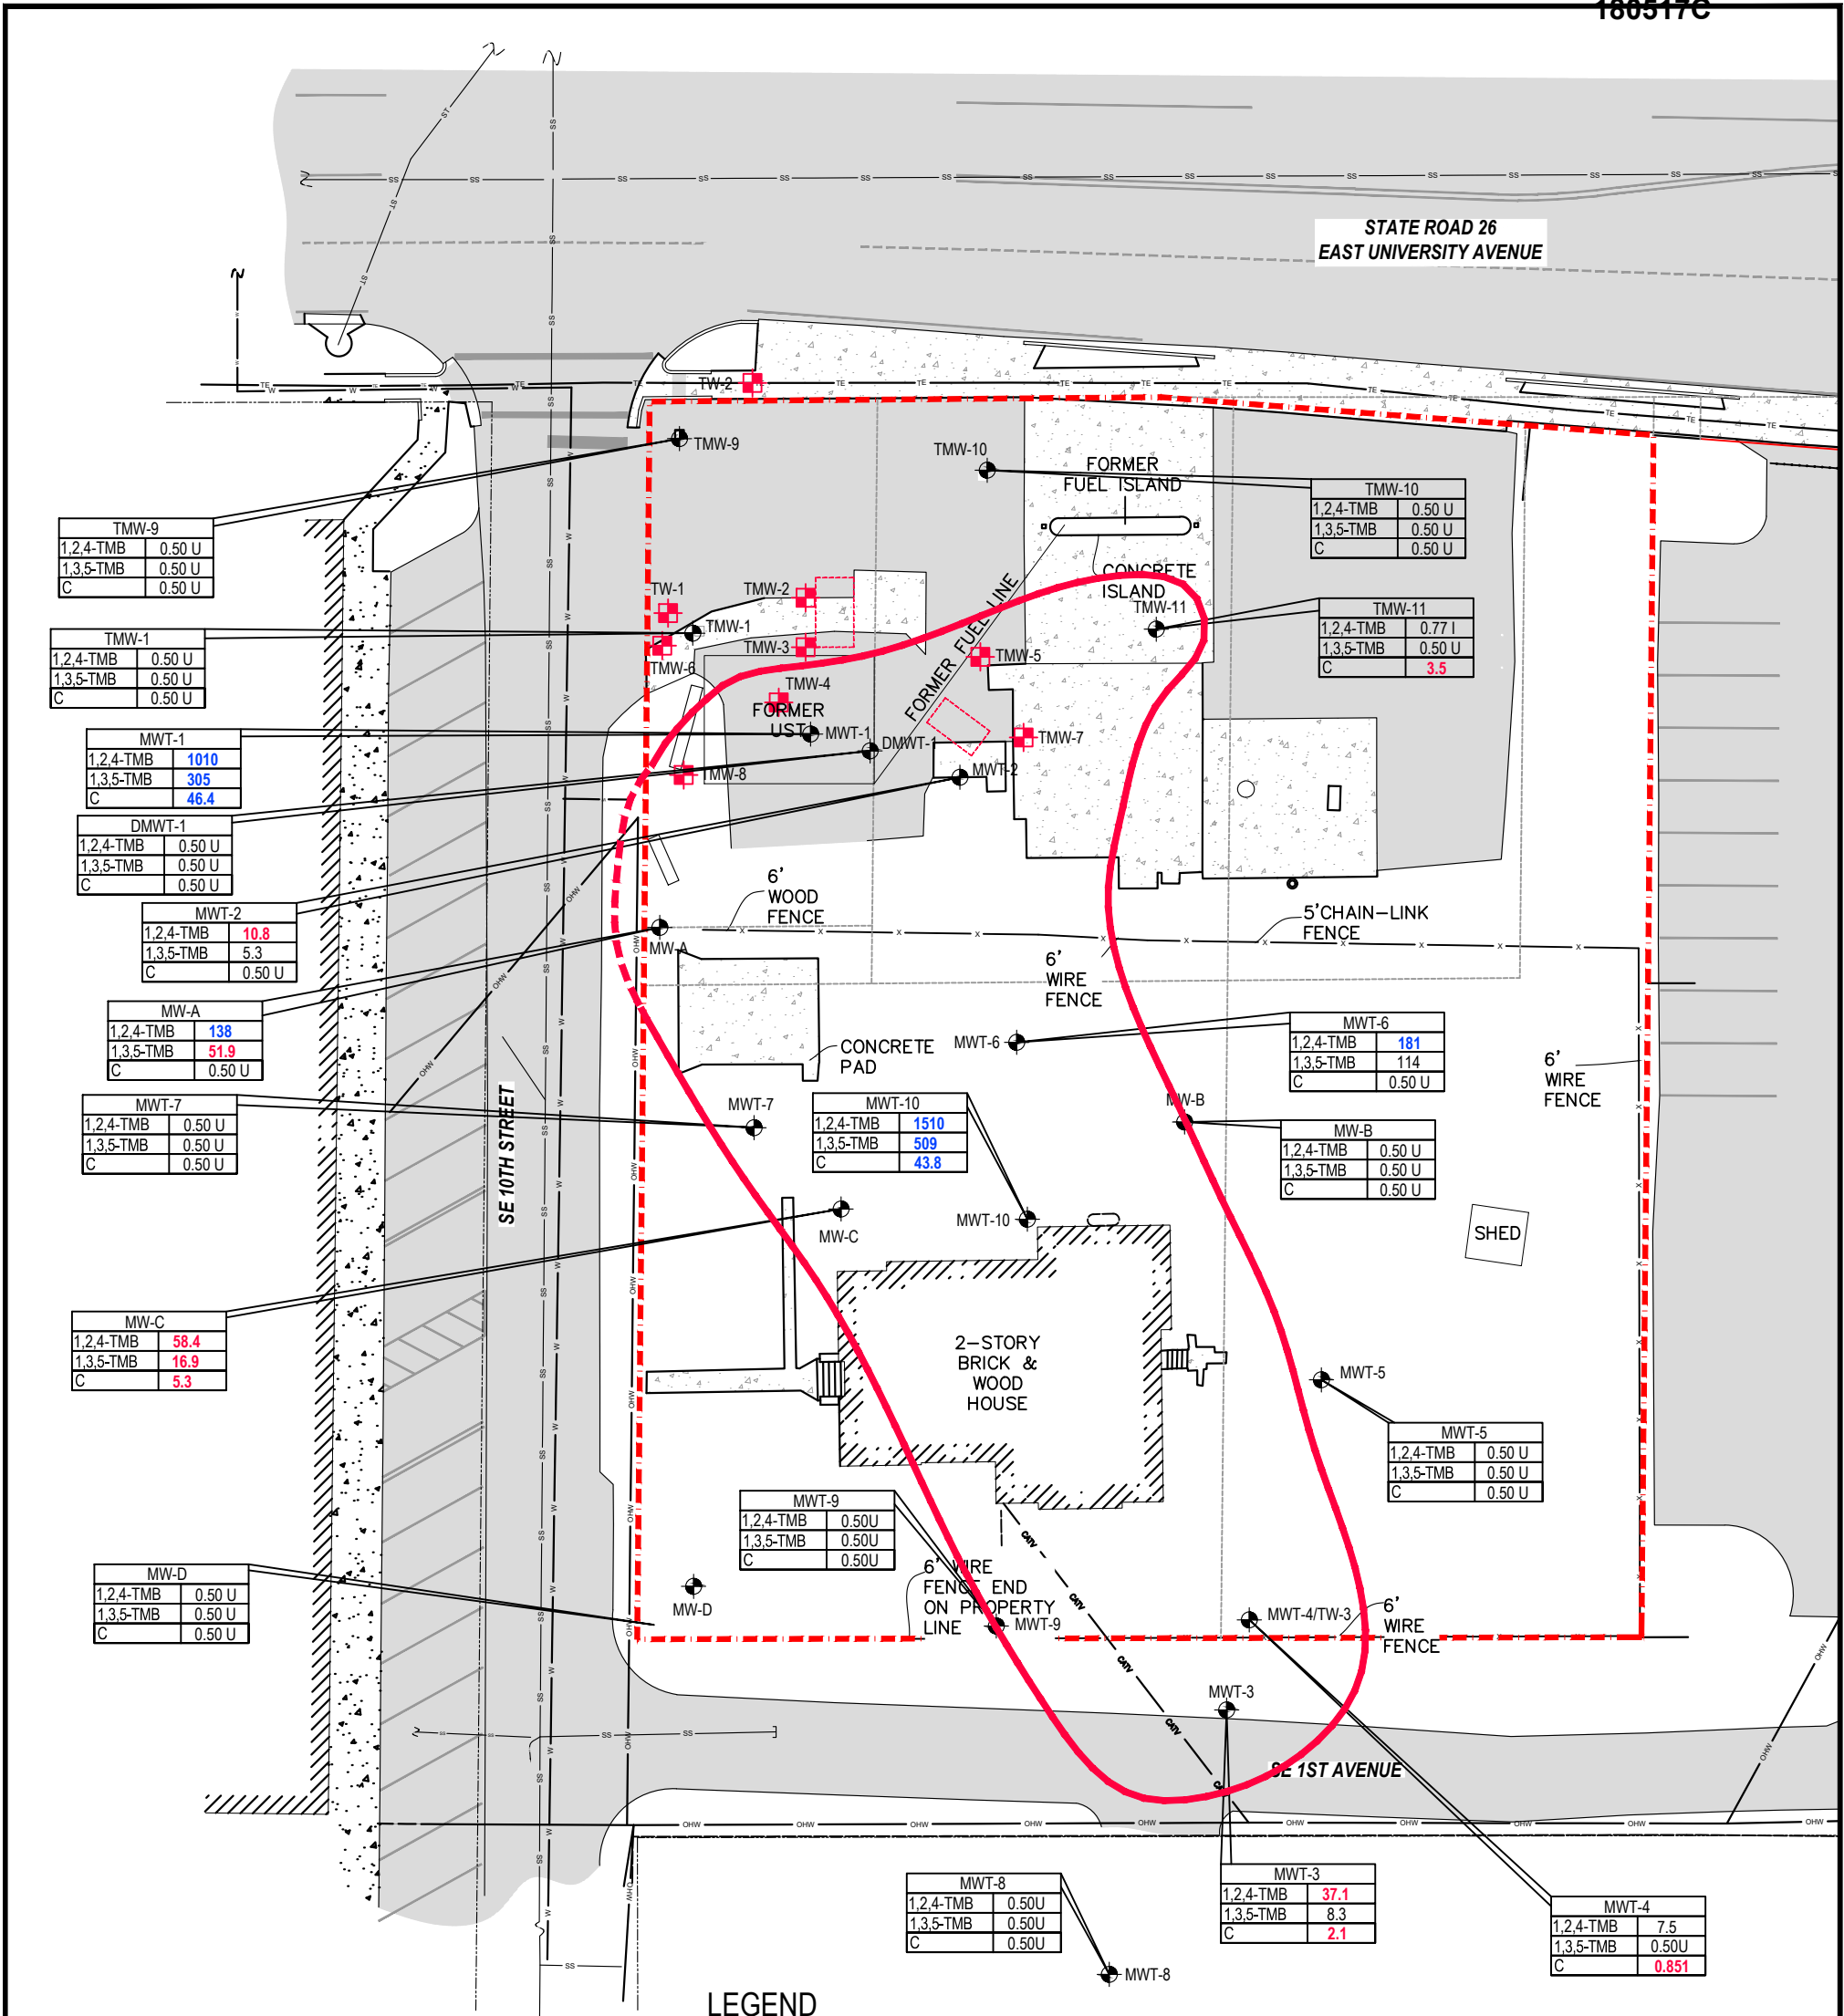 180517C
STATE ROAD 26
EAST UNIVERSITY AVENUE
TW-2
TMW-9
TMW-10
FORMER
FUEL ISLAND
TMW-10
1,2,4-TMB 0.50 U
1,3,5-TMB 0.50 U
C 0.50 U
TMW-9
1,2,4-TMB 0.50 U
1,3,5-TMB 0.50 U
C 0.50 U
CONCRETE
ISLAND
TW-1
TMW-2
TMW-11
TMW-11
1,2,4-TMB 0.77 I
1,3,5-TMB 0.50 U
C 3.5
TMW-1
1,2,4-TMB 0.50 U
1,3,5-TMB 0.50 U
C 0.50 U
TMW-1
TMW-3
TMW-6
TMW-5
FORMER FUEL LINE
TMW-4
FORMER
UST
MWT-1
DMWT-1
TMW-7
MWT-2
TMW-8
MWT-1
1,2,4-TMB 1010
1,3,5-TMB 305
C 46.4
DMWT-1
1,2,4-TMB 0.50 U
1,3,5-TMB 0.50 U
C 0.50 U
MWT-2
1,2,4-TMB 10.8
1,3,5-TMB 5.3
C 0.50 U
6'
WOOD
FENCE
5'CHAIN-LINK
FENCE
MW-A
6'
WIRE
FENCE
MW-A
1,2,4-TMB 138
1,3,5-TMB 51.9
C 0.50 U
CONCRETE
PAD
MWT-6
MWT-6
1,2,4-TMB 181
1,3,5-TMB 114
C 0.50 U
6'
WIRE
FENCE
MWT-7
1,2,4-TMB 0.50 U
1,3,5-TMB 0.50 U
C 0.50 U
SE 10TH STREET
MWT-7
MWT-10
1,2,4-TMB 1510
1,3,5-TMB 509
C 43.8
MW-B
MW-B
1,2,4-TMB 0.50 U
1,3,5-TMB 0.50 U
C 0.50 U
MW-C
MWT-10
SHED
MW-C
1,2,4-TMB 58.4
1,3,5-TMB 16.9
C 5.3
2-STORY
BRICK &
WOOD
HOUSE
MWT-5
MWT-5
1,2,4-TMB 0.50 U
1,3,5-TMB 0.50 U
C 0.50 U
MWT-9
1,2,4-TMB 0.50U
1,3,5-TMB 0.50U
C 0.50U
MW-D
1,2,4-TMB 0.50 U
1,3,5-TMB 0.50 U
C 0.50 U
MW-D
6' WIRE
FENCE END
ON PROPERTY
LINE
MWT-9
MWT-4/TW-3
6'
WIRE
FENCE
MWT-3
SE 1ST AVENUE
MWT-8
1,2,4-TMB 0.50U
1,3,5-TMB 0.50U
C 0.50U
MWT-3
1,2,4-TMB 37.1
1,3,5-TMB 8.3
C 2.1
MWT-4
1,2,4-TMB 7.5
1,3,5-TMB 0.50U
C 0.851
MWT-8
LEGEND